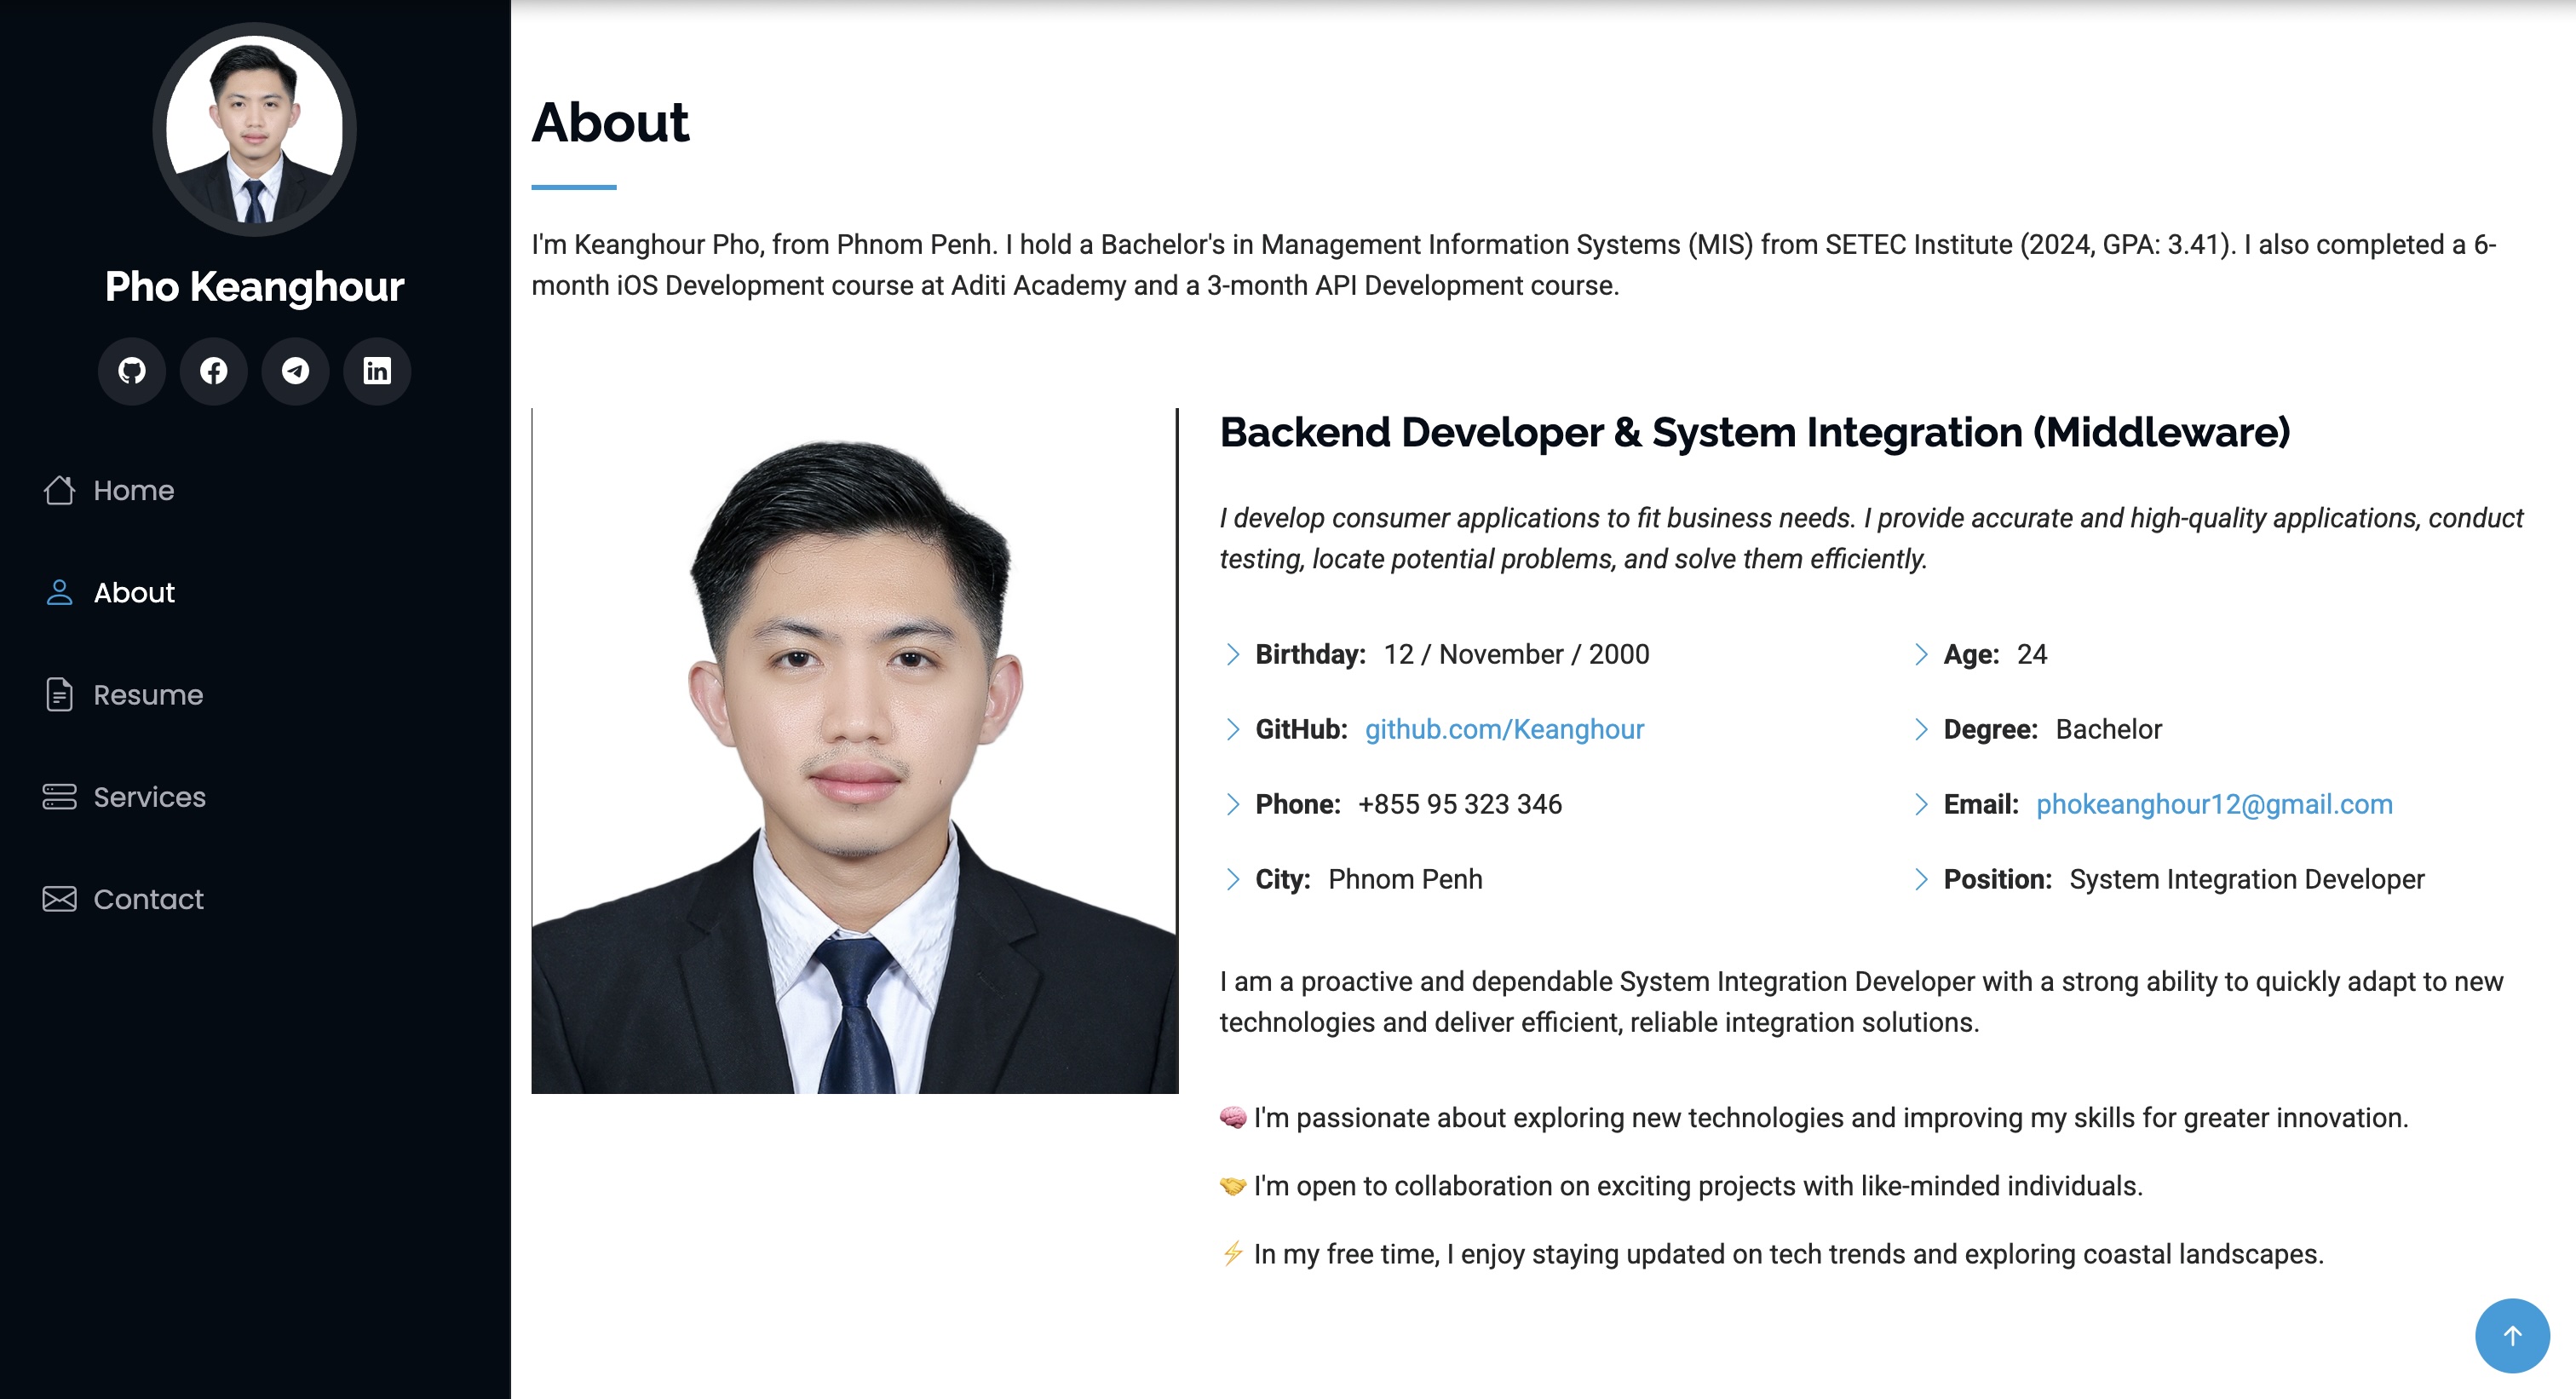 Pho Keanghour
Home
About
Resume
Services
Contact
About
I'm Keanghour Pho, from Phnom Penh. I hold a Bachelor's in Management Information Systems (MIS) from SETEC Institute (2024, GPA: 3.41). I also completed a 6-
month iOS Development course at Aditi Academy and a 3-month API Development course.
Backend Developer & System Integration (Middleware)
I develop consumer applications to fit business needs. I provide accurate and high-quality applications, conduct
testing, locate potential problems, and solve them efficiently.
Birthday: 12 / November / 2000
Age: 24
GitHub: github.com/Keanghour
Degree: Bachelor
Phone: +855 95 323 346
Email: phokeanghour12@gmail.com
City: Phnom Penh
Position: System Integration Developer
I am a proactive and dependable System Integration Developer with a strong ability to quickly adapt to new
technologies and deliver efficient, reliable integration solutions.
🧠 I'm passionate about exploring new technologies and improving my skills for greater innovation.
🤝 I'm open to collaboration on exciting projects with like-minded individuals.
⚡ In my free time, I enjoy staying updated on tech trends and exploring coastal landscapes.